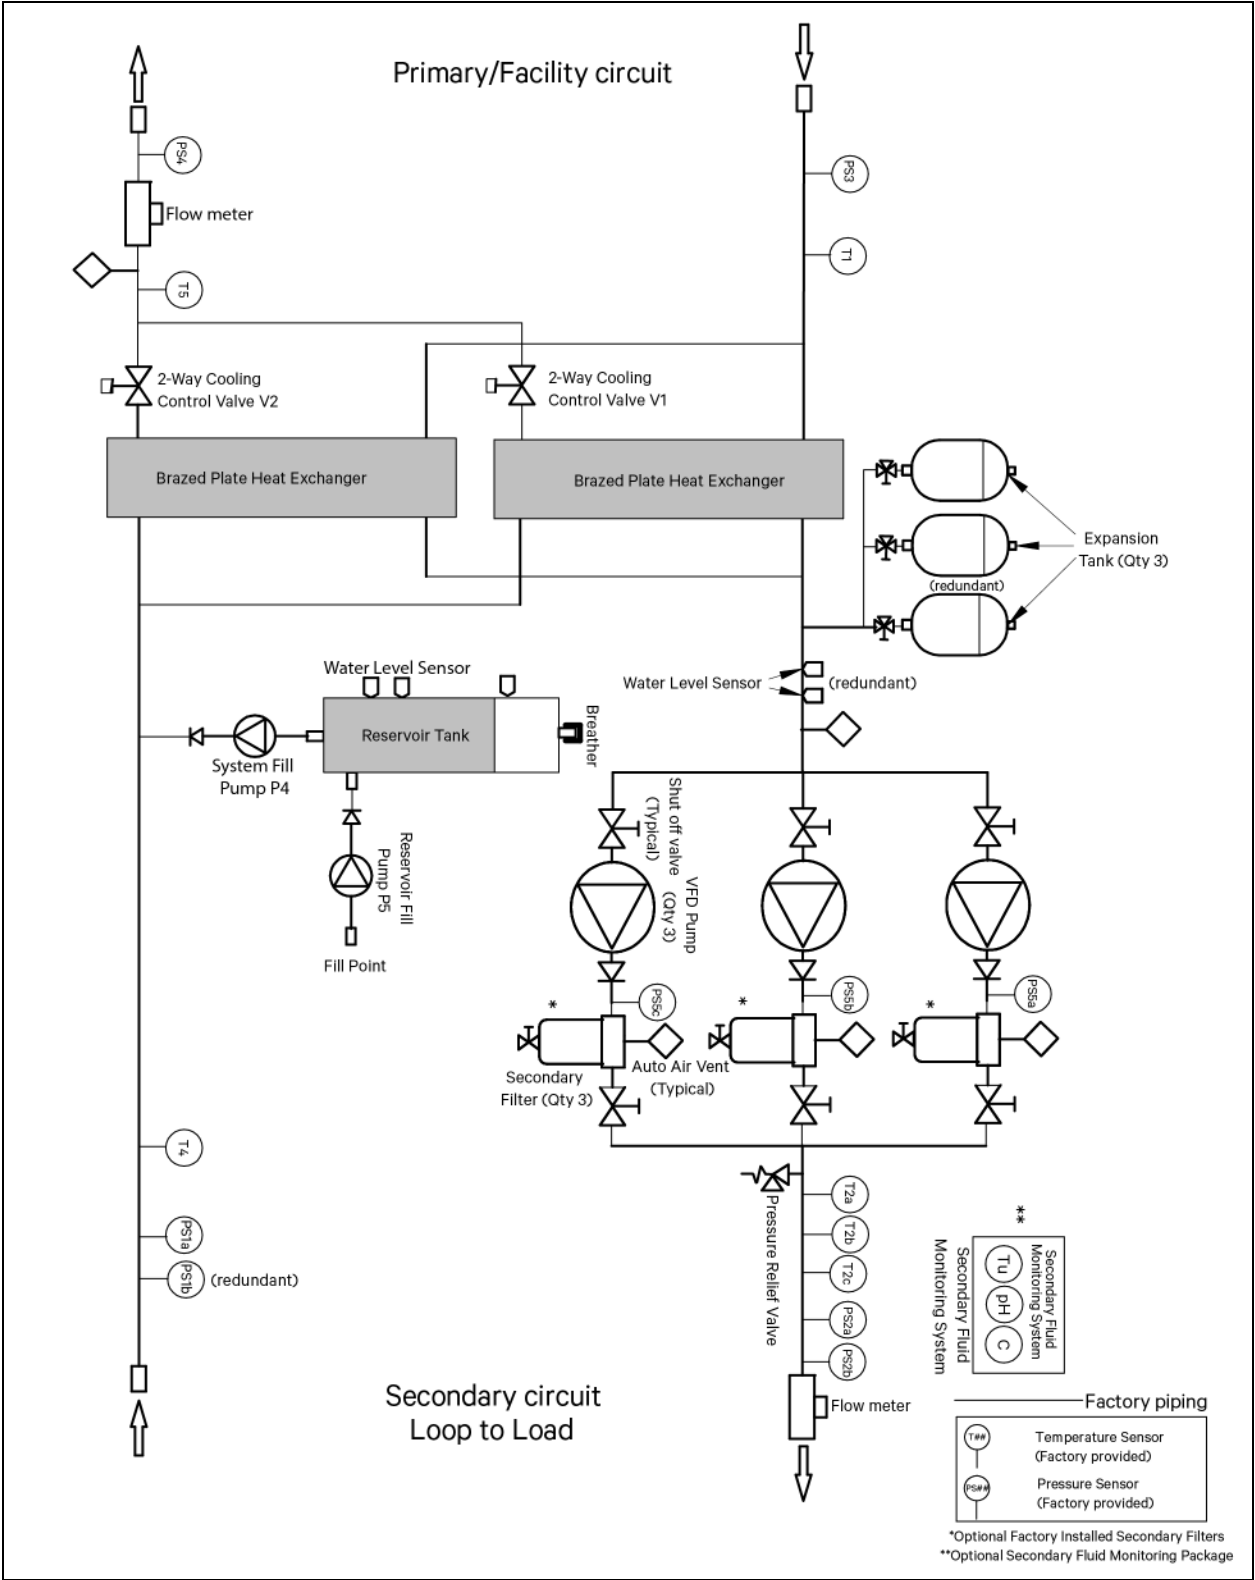 Primary/Facility circuit
PS4
PS3
Flow meter
T1
T5
2-Way Cooling
Control Valve V2
2-Way Cooling
Control Valve V1
Brazed Plate Heat Exchanger
Brazed Plate Heat Exchanger
Expansion
Tank (Qty 3)
(redundant)
Water Level Sensor
Water Level Sensor
(redundant)
Reservoir Tank
Breather
System Fill
Pump P4
Shut off valve
(Typical)
Reservoir Fill
Pump P5
VFD Pump
(Qty 3)
Fill Point
PS5c
PS5b
PS5a
*
*
*
Secondary
Filter (Qty 3)
Auto Air Vent
(Typical)
T4
Pressure Relief Valve
T2a
T2b
T2c
PS2a
PS2b
PS1a
PS1b
(redundant)
**
Secondary Fluid
Monitoring System
Tu
pH
C
Secondary Fluid
Monitoring System
Secondary circuit
Loop to Load
Flow meter
Factory piping
T##
Temperature Sensor
(Factory provided)
PS##
Pressure Sensor
(Factory provided)
*Optional Factory Installed Secondary Filters
**Optional Secondary Fluid Monitoring Package